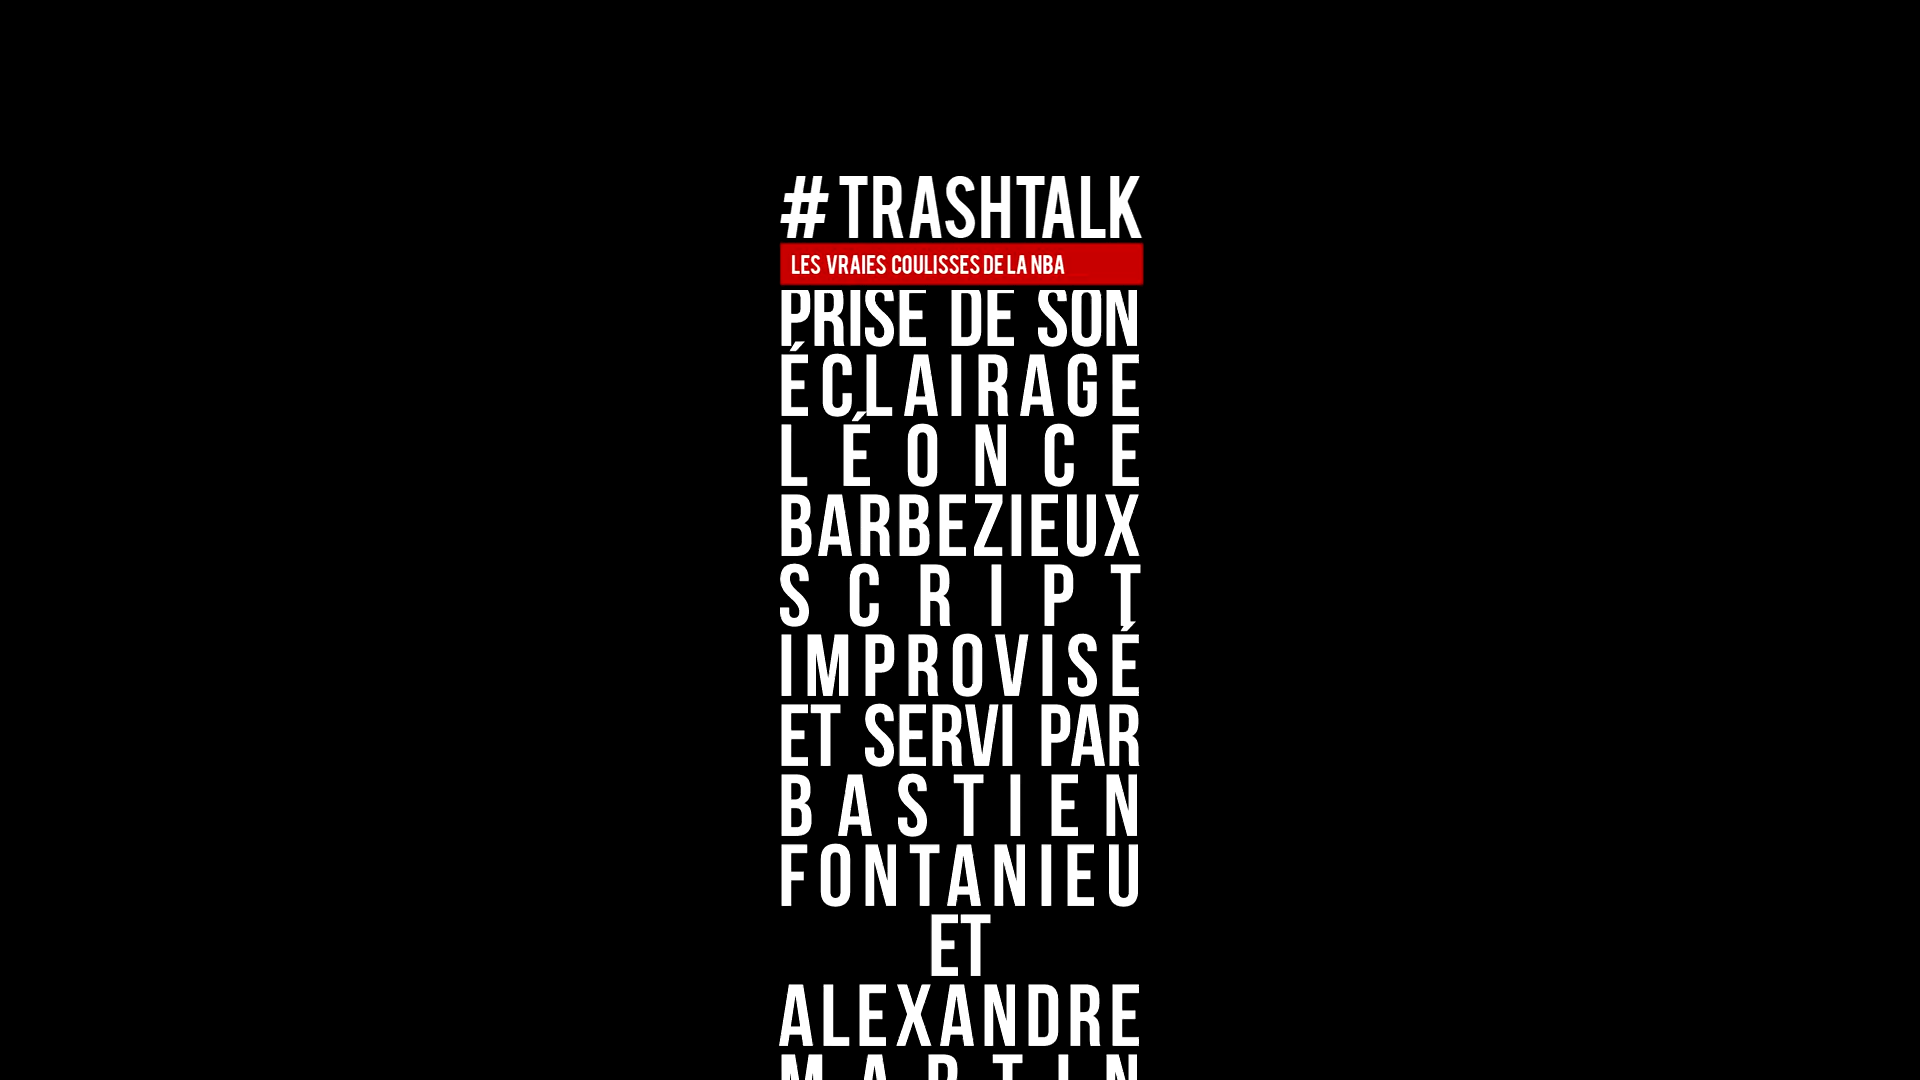 #TRASHTALK
LES VRAIES COULISSES DE LA NBA
PRISE DE SON
ÉCLAIRAGE
LÉONCE
BARBEZIEUX
SCRIPT
IMPROVISÉ
ET SERVI PAR
BASTIEN
FONTANIEU
ET
ALEXANDRE
MARTIN